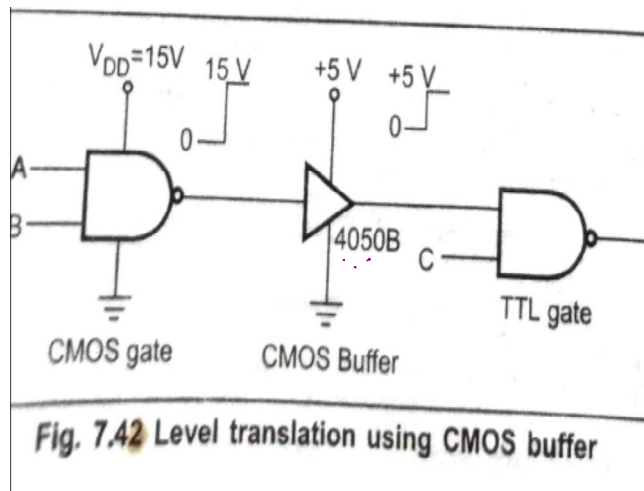 V_DD=15V 15 V +5 V +5 V
0 0
A
B
4050B
C
TTL gate
CMOS gate CMOS Buffer
Fig. 7.42 Level translation using CMOS buffer